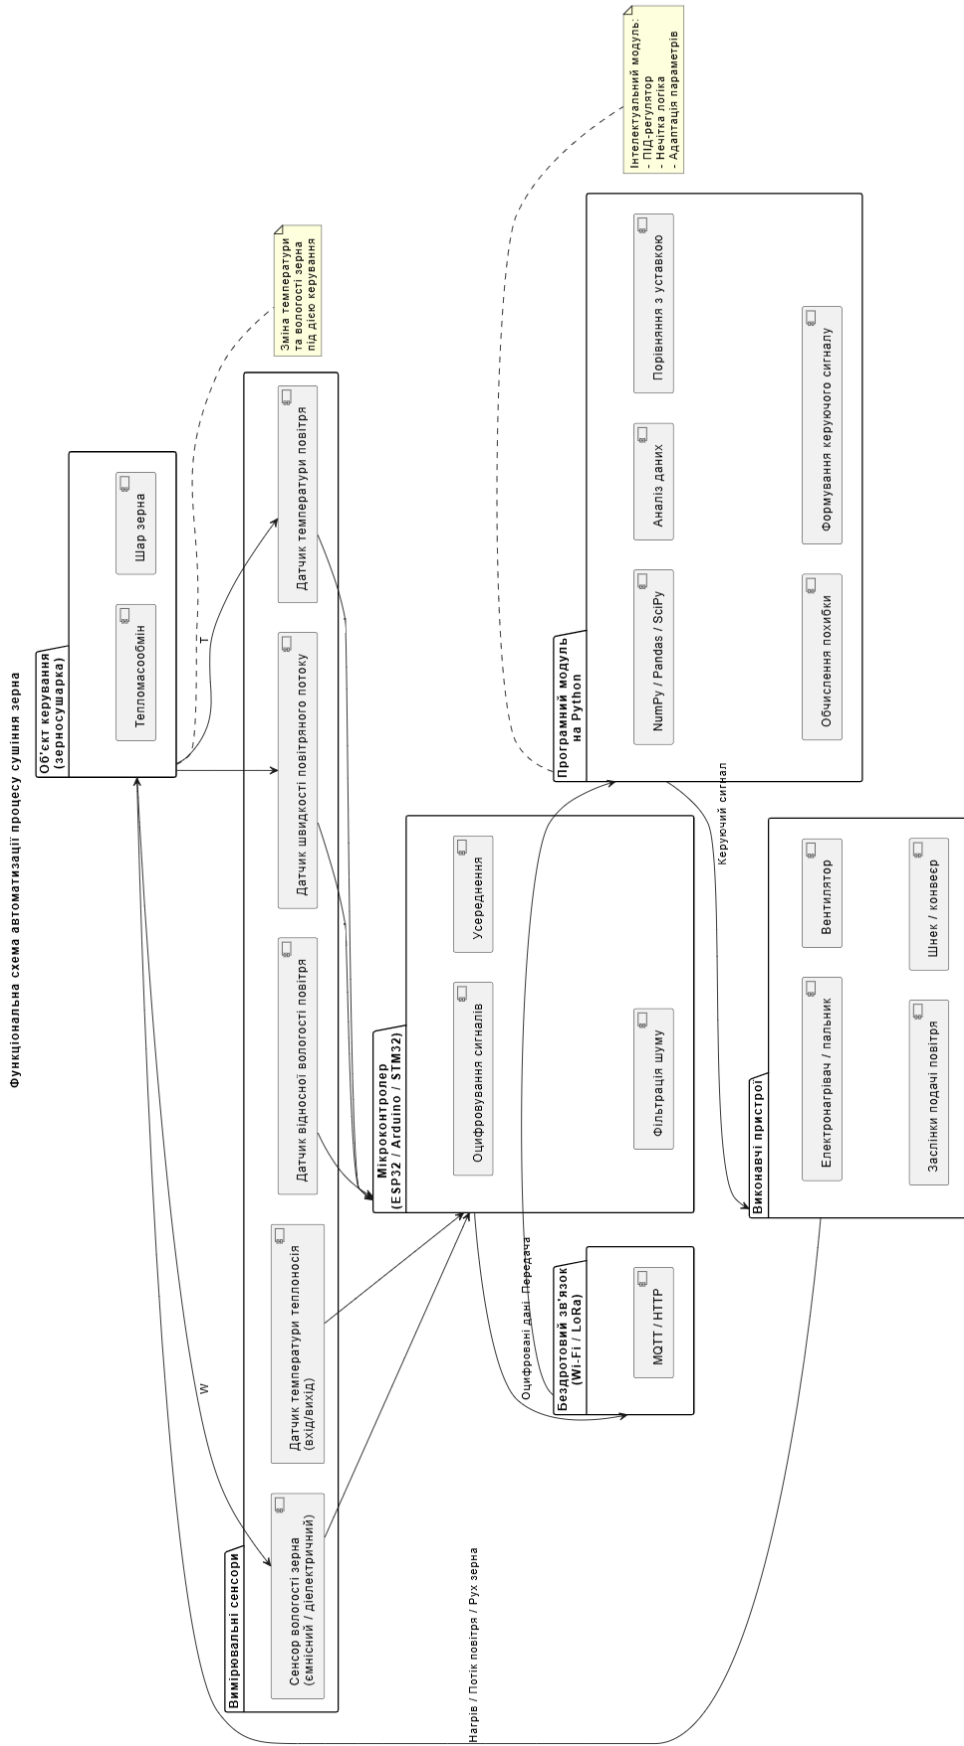 Функціональна схема автоматизації процесу сушіння зерна
Об'єкт керування
(зерносушарка)
Тепломасообмін
Шар зерна
Зміна температури
та вологості зерна
під дією керування
W
T
Вимірювальні сенсори
Сенсор вологості зерна
(ємнісний / діелектричний)
Датчик температури теплоносія
(вхід/вихід)
Датчик відносної вологості повітря
Датчик швидкості повітряного потоку
Датчик температури повітря
Мікроконтролер
(ESP32 / Arduino / STM32)
Оцифровування сигналів
Усереднення
Фільтрація шуму
Нагрів / Потік повітря / Рух зерна
Оцифровані дані
Передача
Бездротовий зв'язок
(Wi-Fi / LoRa)
MQTT / HTTP
Програмний модуль
на Python
NumPy / Pandas / SciPy
Аналіз даних
Порівняння з уставкою
Обчислення похибки
Формування керуючого сигналу
Інтелектуальний модуль:
- ПІД-регулятор
- Нечітка логіка
- Адаптація параметрів
Керуючий сигнал
Виконавчі пристрої
Електронагрівач / пальник
Вентилятор
Заслінки подачі повітря
Шнек / конвеєр